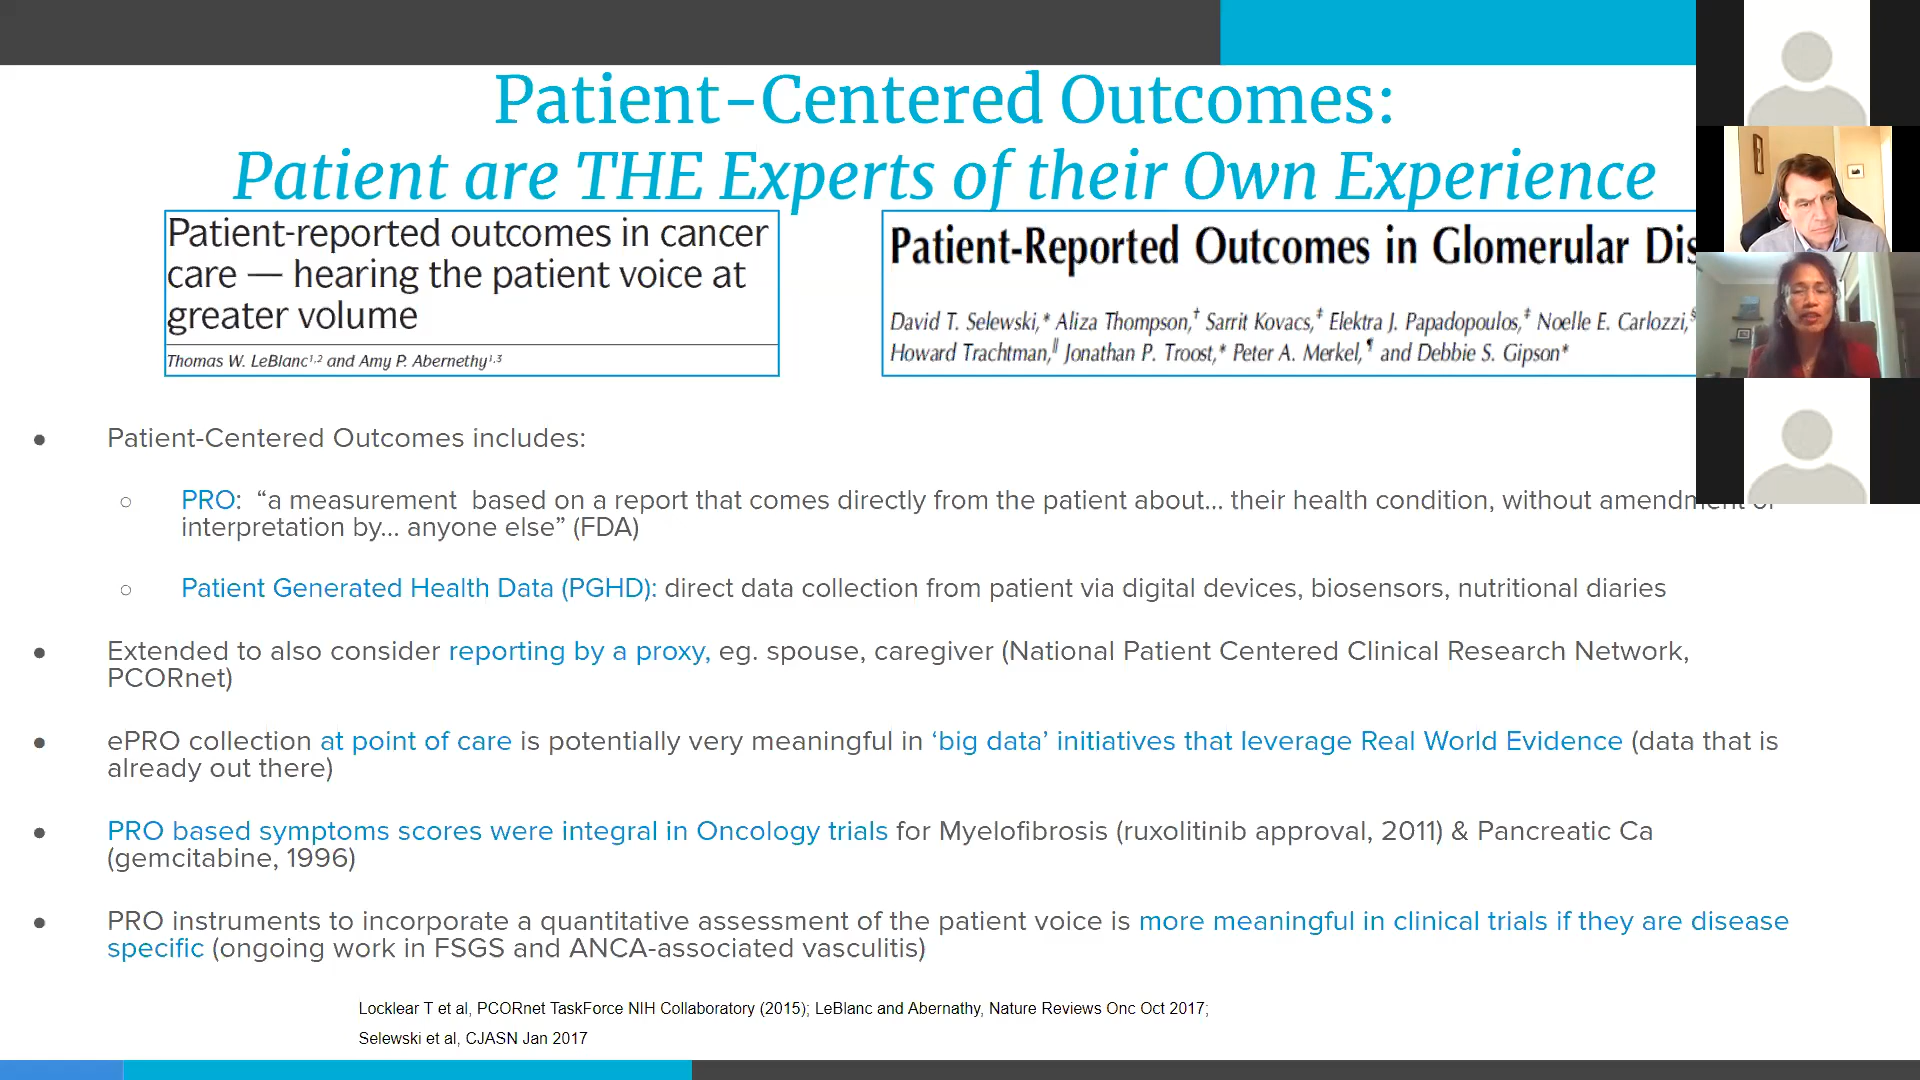 Patient-Centered Outcomes:
Patient are THE Experts of their Own Experience
Patient-reported outcomes in cancer
care — hearing the patient voice at
greater volume
Thomas W. LeBlanc1,2 and Amy P. Abernethy1,3
Patient-Reported Outcomes in Glomerular Dis
David T. Selewski,* Aliza Thompson,† Sarrit Kovacs,‡ Elektra J. Papadopoulos,‡ Noelle E. Carlozzi,§
Howard Trachtman,‖ Jonathan P. Troost,* Peter A. Merkel,¶ and Debbie S. Gipson*
● Patient-Centered Outcomes includes:
○ PRO: “a measurement based on a report that comes directly from the patient about... their health condition, without amendm
interpretation by... anyone else” (FDA)
○ Patient Generated Health Data (PGHD): direct data collection from patient via digital devices, biosensors, nutritional diaries
● Extended to also consider reporting by a proxy, eg. spouse, caregiver (National Patient Centered Clinical Research Network,
PCORnet)
● ePRO collection at point of care is potentially very meaningful in ‘big data’ initiatives that leverage Real World Evidence (data that is
already out there)
● PRO based symptoms scores were integral in Oncology trials for Myelofibrosis (ruxolitinib approval, 2011) & Pancreatic Ca
(gemcitabine, 1996)
● PRO instruments to incorporate a quantitative assessment of the patient voice is more meaningful in clinical trials if they are disease
specific (ongoing work in FSGS and ANCA-associated vasculitis)
Locklear T et al, PCORnet TaskForce NIH Collaboratory (2015); LeBlanc and Abernathy, Nature Reviews Onc Oct 2017;
Selewski et al, CJASN Jan 2017